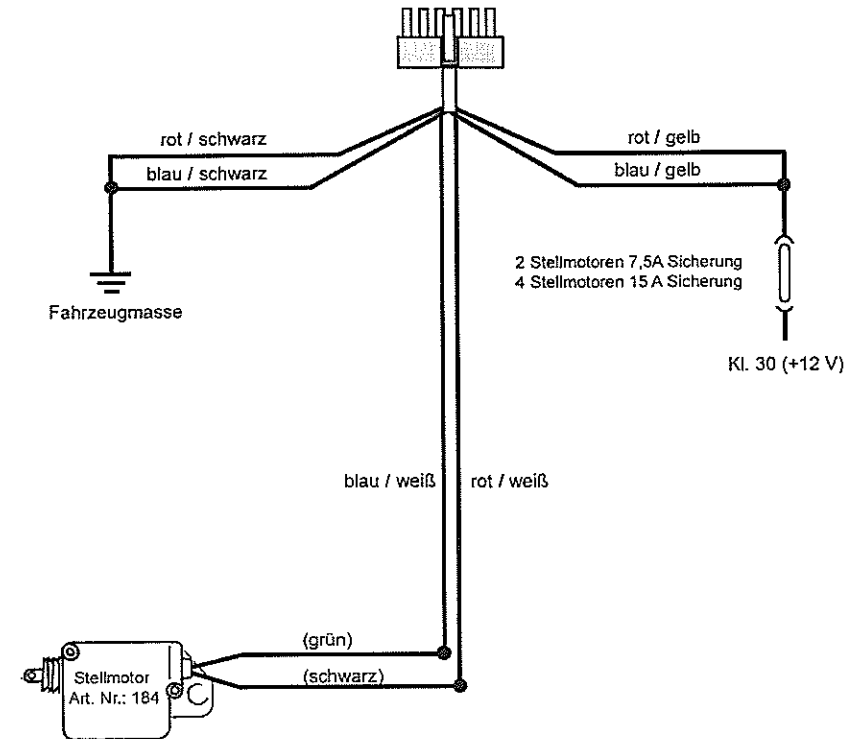 rot / schwarz
blau / schwarz
rot / gelb
blau / gelb
2 Stellmotoren 7,5A Sicherung
4 Stellmotoren 15 A Sicherung
Fahrzeugmasse
Kl. 30 (+12 V)
blau / weiß
rot / weiß
(grün)
(schwarz)
Stellmotor
Art. Nr.: 184